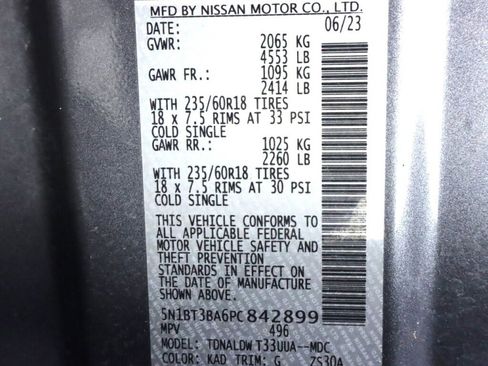 MFD BY NISSAN MOTOR CO., LTD.
DATE: 06/23
GVWR: 2065 KG
4553 LB
GAWR FR.: 1095 KG
2414 LB
WITH 235/60R18 TIRES
18 x 7.5 RIMS AT 33 PSI
COLD SINGLE
GAWR RR.: 1025 KG
2260 LB
WITH 235/60R18 TIRES
18 x 7.5 RIMS AT 30 PSI
COLD SINGLE
THIS VEHICLE CONFORMS TO
ALL APPLICABLE FEDERAL
MOTOR VEHICLE SAFETY AND
THEFT PREVENTION
STANDARDS IN EFFECT ON
THE DATE OF MANUFACTURE
SHOWN ABOVE.
5N1BT3BA6PC842899
MPV 496
MODEL: TDNALDW T33UUA--MDC
COLOR: KAD TRIM: G ZS30A